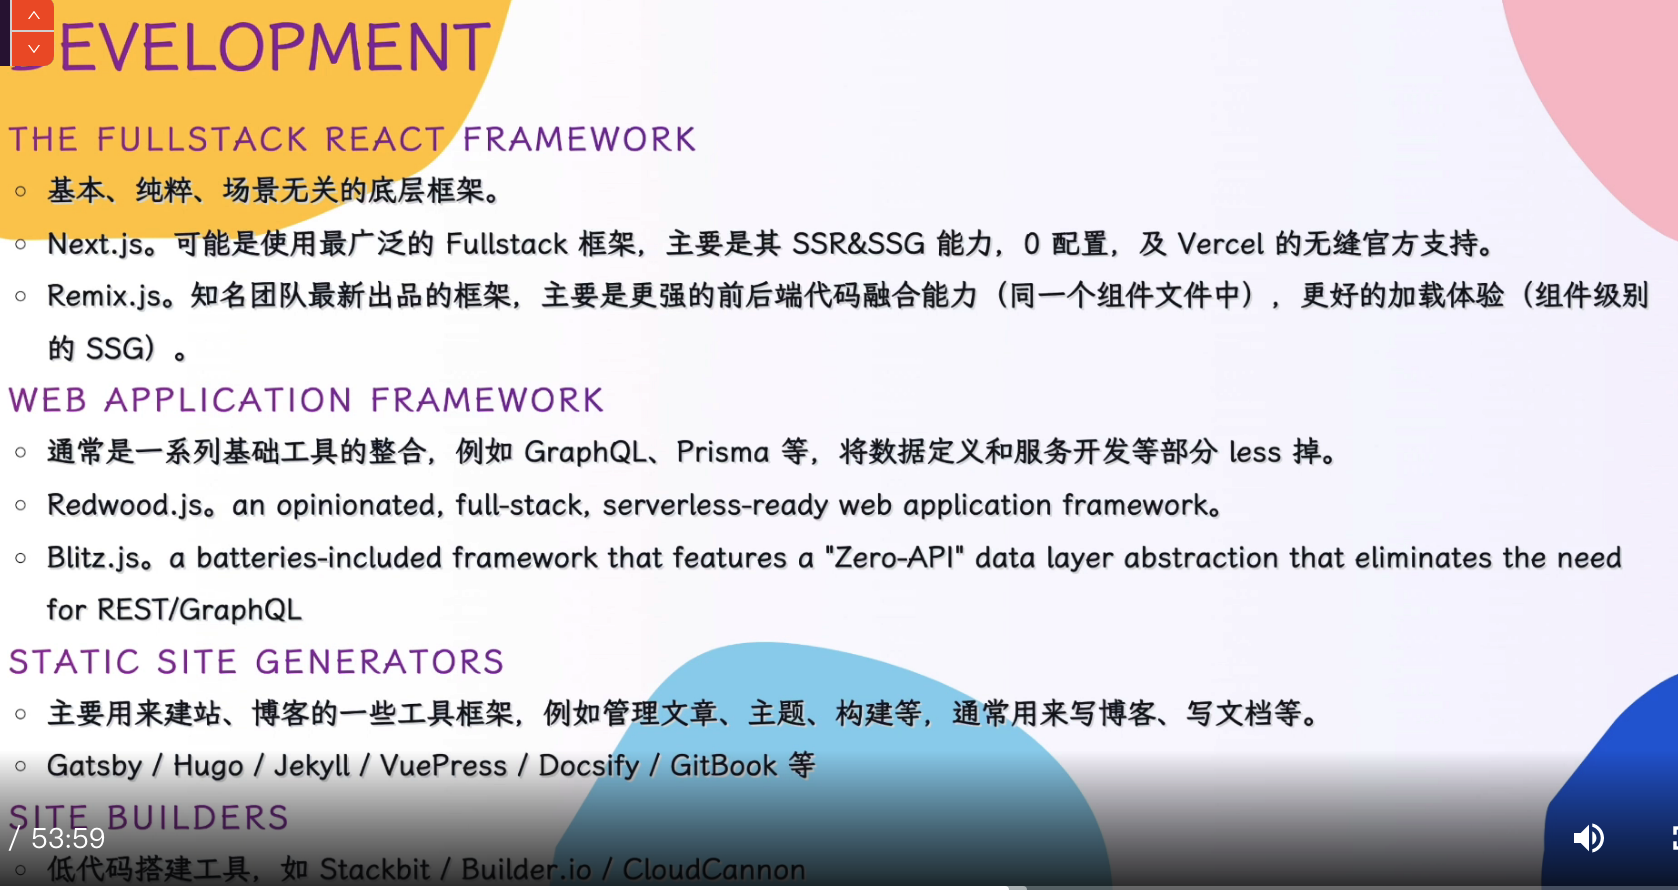 DEVELOPMENT
THE FULLSTACK REACT FRAMEWORK
基本、纯粹、场景无关的底层框架。
Next.js。可能是使用最广泛的 Fullstack 框架，主要是其 SSR&SSG 能力，0 配置，及 Vercel 的无缝官方支持。
Remix.js。知名团队最新出品的框架，主要是更强的前后端代码融合能力（同一个组件文件中），更好的加载体验（组件级别
的 SSG）。
WEB APPLICATION FRAMEWORK
通常是一系列基础工具的整合，例如 GraphQL、Prisma 等，将数据定义和服务开发等部分 less 掉。
Redwood.js。an opinionated, full-stack, serverless-ready web application framework。
Blitz.js。a batteries-included framework that features a "Zero-API" data layer abstraction that eliminates the need
for REST/GraphQL
STATIC SITE GENERATORS
主要用来建站、博客的一些工具框架，例如管理文章、主题、构建等，通常用来写博客、写文档等。
Gatsby / Hugo / Jekyll / VuePress / Docsify / GitBook 等
SITE BUILDERS
/ 53:59
低代码搭建工具，如 Stackbit / Builder.io / CloudCannon